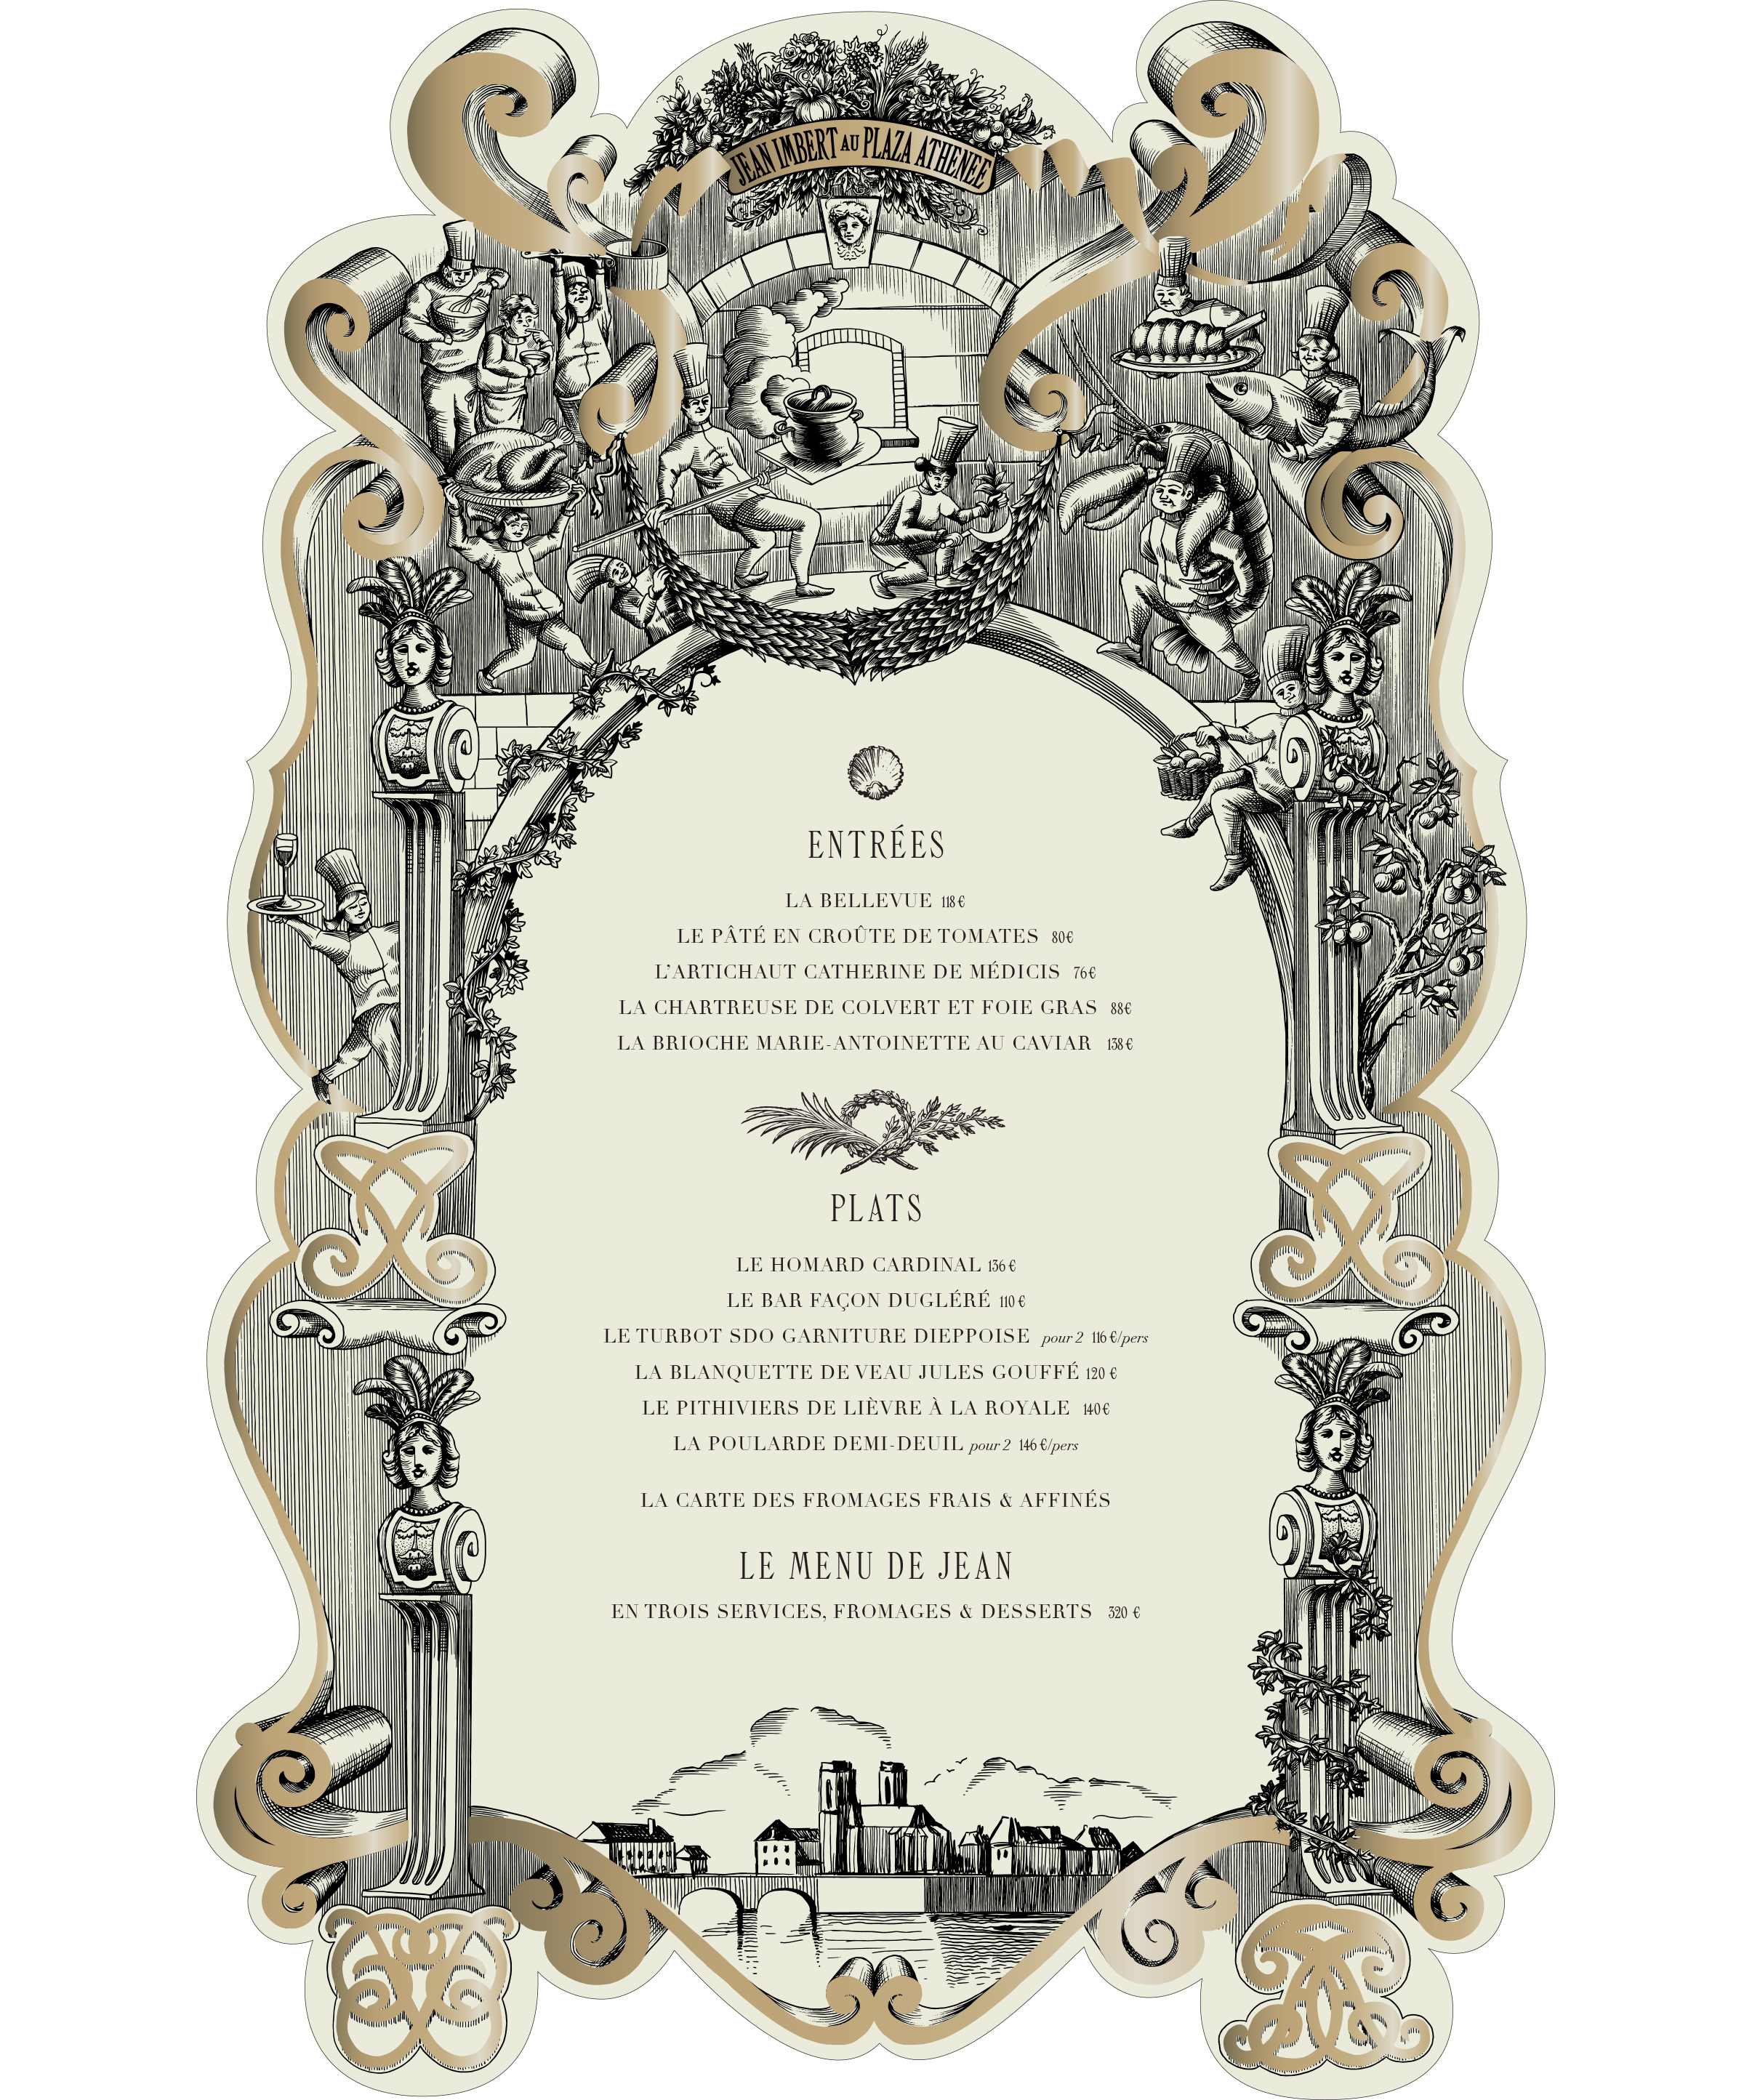 JEAN IMBERT AU PLAZA ATHENEE
ENTRÉES
LA BELLEVUE 118 €
LE PÂTÉ EN CROÛTE DE TOMATES 80€
L’ARTICHAUT CATHERINE DE MÉDICIS 76 €
LA CHARTREUSE DE COLVERT ET FOIE GRAS 88€
LA BRIOCHE MARIE-ANTOINETTE AU CAVIAR 138 €
PLATS
LE HOMARD CARDINAL 136 €
LE BAR FAÇON DUGLÉRÉ 110 €
LE TURBOT SDO GARNITURE DIEPPOISE pour 2 116 €/pers
LA BLANQUETTE DE VEAU JULES GOUFFÉ 120 €
LE PITHIVIERS DE LIÈVRE À LA ROYALE 140 €
LA POULARDE DEMI-DEUIL pour 2 146 €/pers
LA CARTE DES FROMAGES FRAIS & AFFINÉS
LE MENU DE JEAN
EN TROIS SERVICES, FROMAGES & DESSERTS 320 €